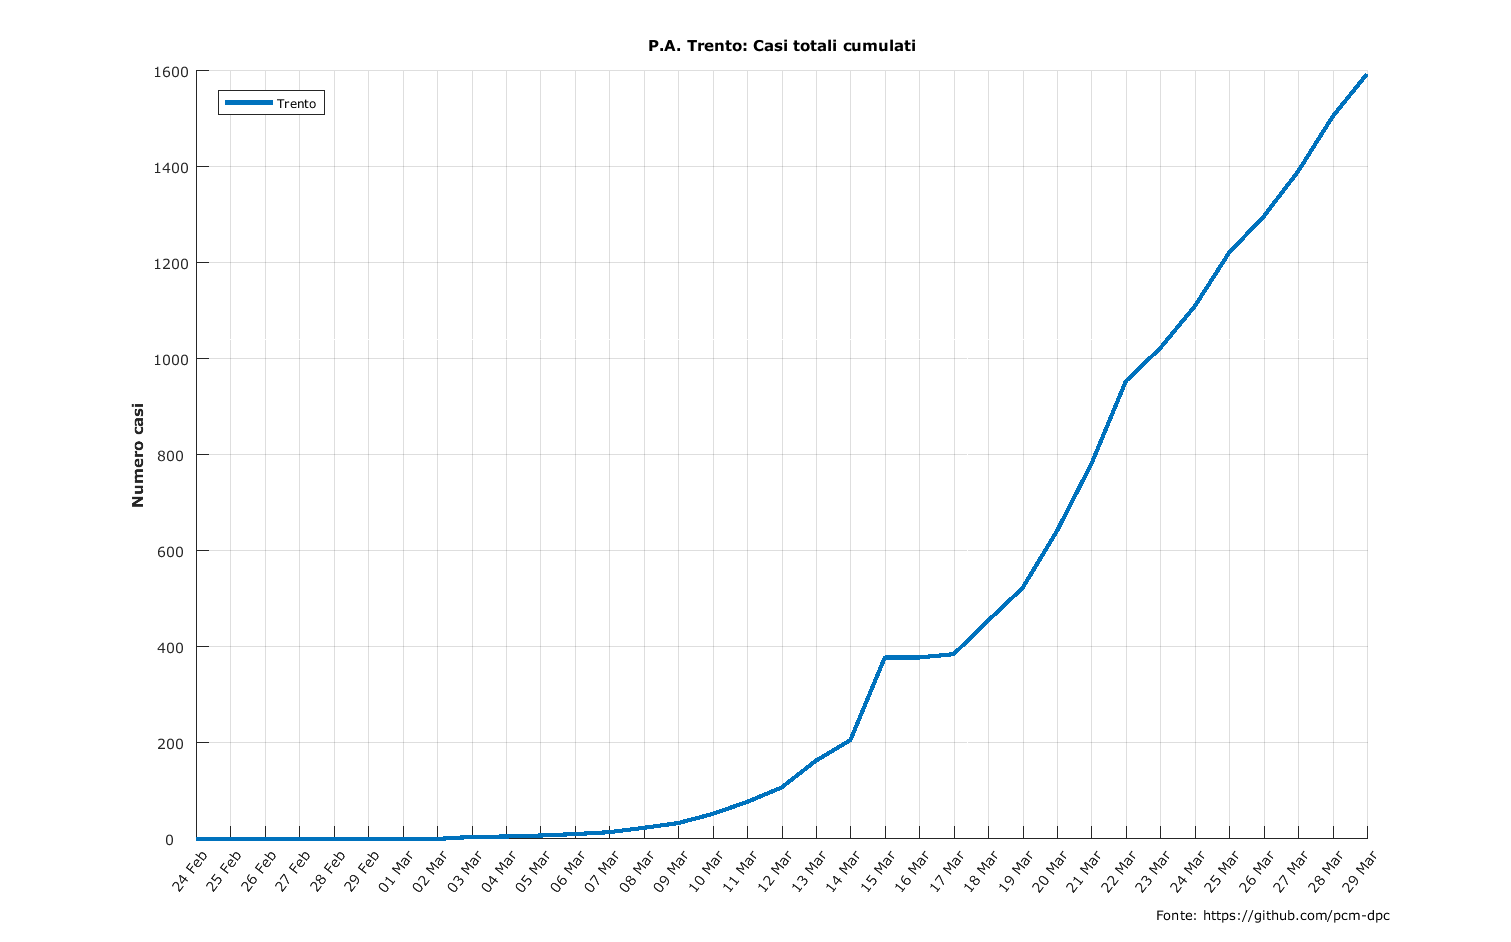 P.A. Trento: Casi totali cumulati
Trento
Numero casi
1600
1400
1200
1000
800
600
400
200
0
24 Feb
25 Feb
26 Feb
27 Feb
28 Feb
29 Feb
01 Mar
02 Mar
03 Mar
04 Mar
05 Mar
06 Mar
07 Mar
08 Mar
09 Mar
10 Mar
11 Mar
12 Mar
13 Mar
14 Mar
15 Mar
16 Mar
17 Mar
18 Mar
19 Mar
20 Mar
21 Mar
22 Mar
23 Mar
24 Mar
25 Mar
26 Mar
27 Mar
28 Mar
29 Mar
Fonte: https://github.com/pcm-dpc